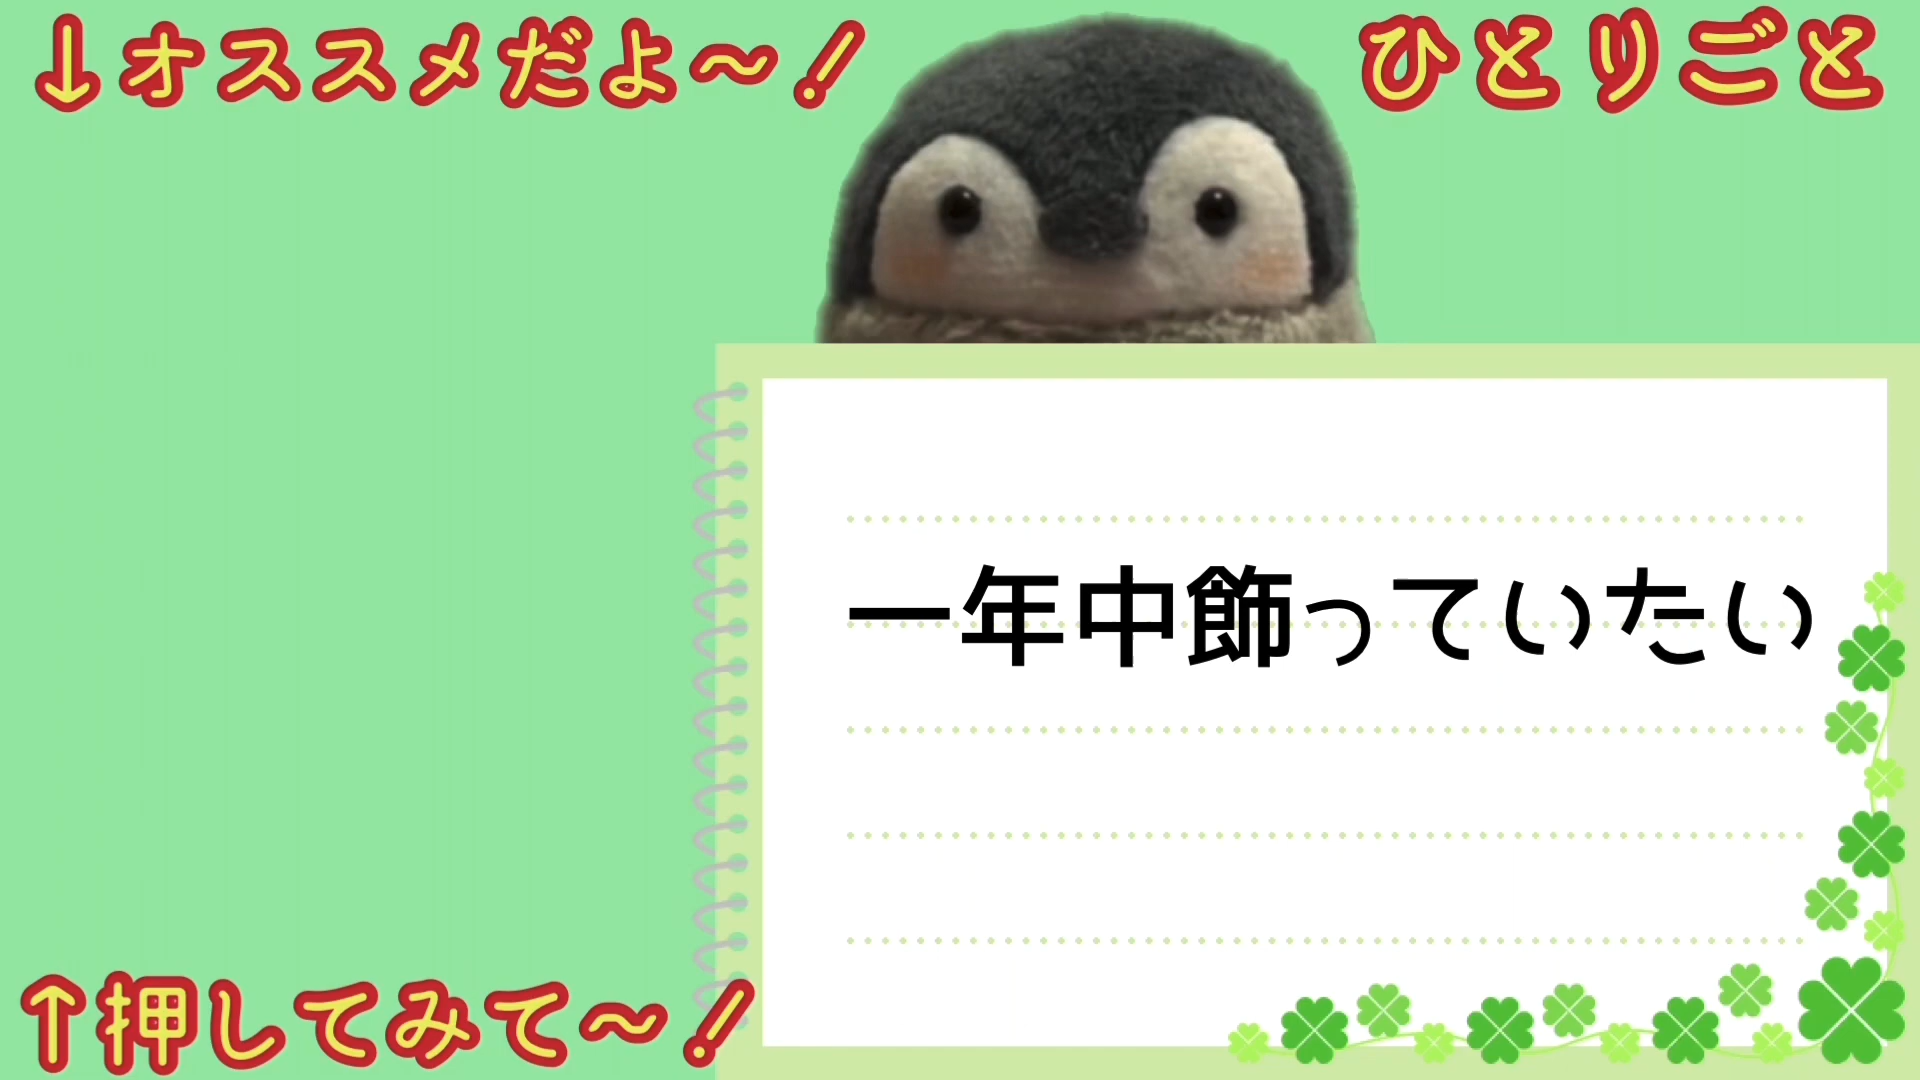 ↓オススメだよ～！
ひとりごと
一年中飾っていたい
↑押してみて～！